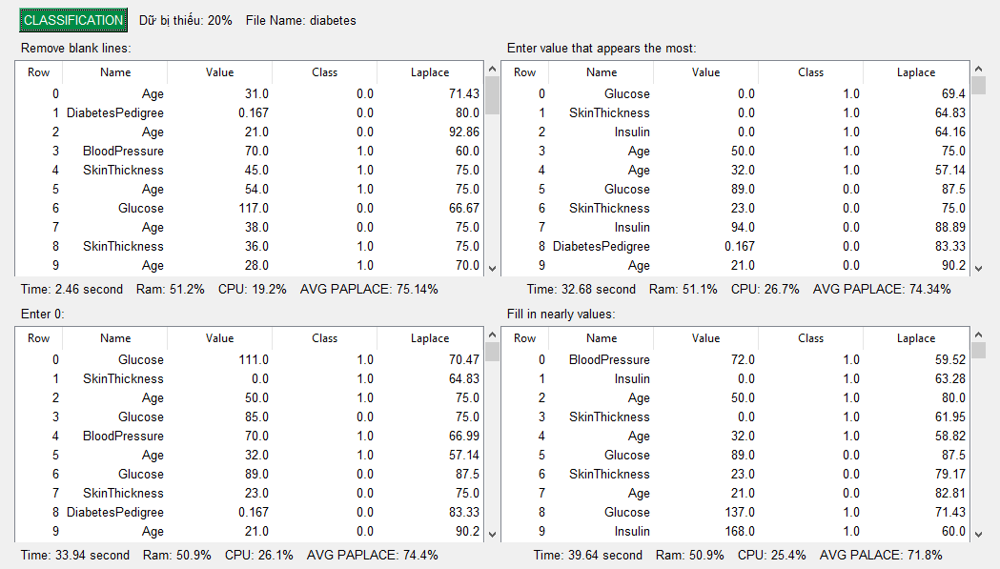 CLASSIFICATION Dữ bị thiếu: 20% File Name: diabetes
Remove blank lines:
Row Name Value Class Laplace
0 Age 31.0 0.0 71.43
1 DiabetesPedigree 0.167 0.0 80.0
2 Age 21.0 0.0 92.86
3 BloodPressure 70.0 1.0 60.0
4 SkinThickness 45.0 1.0 75.0
5 Age 54.0 1.0 75.0
6 Glucose 117.0 0.0 66.67
7 Age 38.0 0.0 75.0
8 SkinThickness 36.0 1.0 75.0
9 Age 28.0 1.0 70.0
Time: 2.46 second Ram: 51.2% CPU: 19.2% AVG PAPLACE: 75.14%
Enter value that appears the most:
Row Name Value Class Laplace
0 Glucose 0.0 1.0 69.4
1 SkinThickness 0.0 1.0 64.83
2 Insulin 0.0 1.0 64.16
3 Age 50.0 1.0 75.0
4 Age 32.0 1.0 57.14
5 Glucose 89.0 0.0 87.5
6 SkinThickness 23.0 0.0 75.0
7 Insulin 94.0 0.0 88.89
8 DiabetesPedigree 0.167 0.0 83.33
9 Age 21.0 0.0 90.2
Time: 32.68 second Ram: 51.1% CPU: 26.7% AVG PAPLACE: 74.34%
Enter 0:
Row Name Value Class Laplace
0 Glucose 111.0 1.0 70.47
1 SkinThickness 0.0 1.0 64.83
2 Age 50.0 1.0 75.0
3 Glucose 85.0 0.0 75.0
4 BloodPressure 70.0 1.0 66.99
5 Age 32.0 1.0 57.14
6 Glucose 89.0 0.0 87.5
7 SkinThickness 23.0 0.0 75.0
8 DiabetesPedigree 0.167 0.0 83.33
9 Age 21.0 0.0 90.2
Time: 33.94 second Ram: 50.9% CPU: 26.1% AVG PAPLACE: 74.4%
Fill in nearly values:
Row Name Value Class Laplace
0 BloodPressure 72.0 1.0 59.52
1 Insulin 0.0 1.0 63.28
2 Age 50.0 1.0 80.0
3 SkinThickness 0.0 1.0 61.95
4 Age 32.0 1.0 58.82
5 Glucose 89.0 0.0 87.5
6 SkinThickness 23.0 0.0 79.17
7 Age 21.0 0.0 82.81
8 Glucose 137.0 1.0 71.43
9 Insulin 168.0 1.0 60.0
Time: 39.64 second Ram: 50.9% CPU: 25.4% AVG PALACE: 71.8%